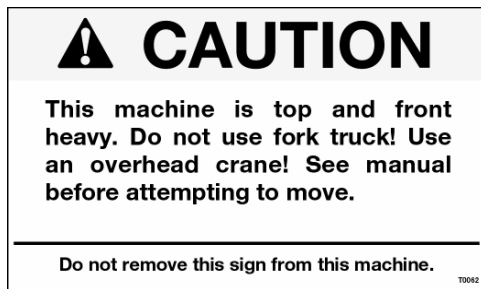 CAUTION
This machine is top and front
heavy. Do not use fork truck! Use
an overhead crane! See manual
before attempting to move.
Do not remove this sign from this machine.
T0062